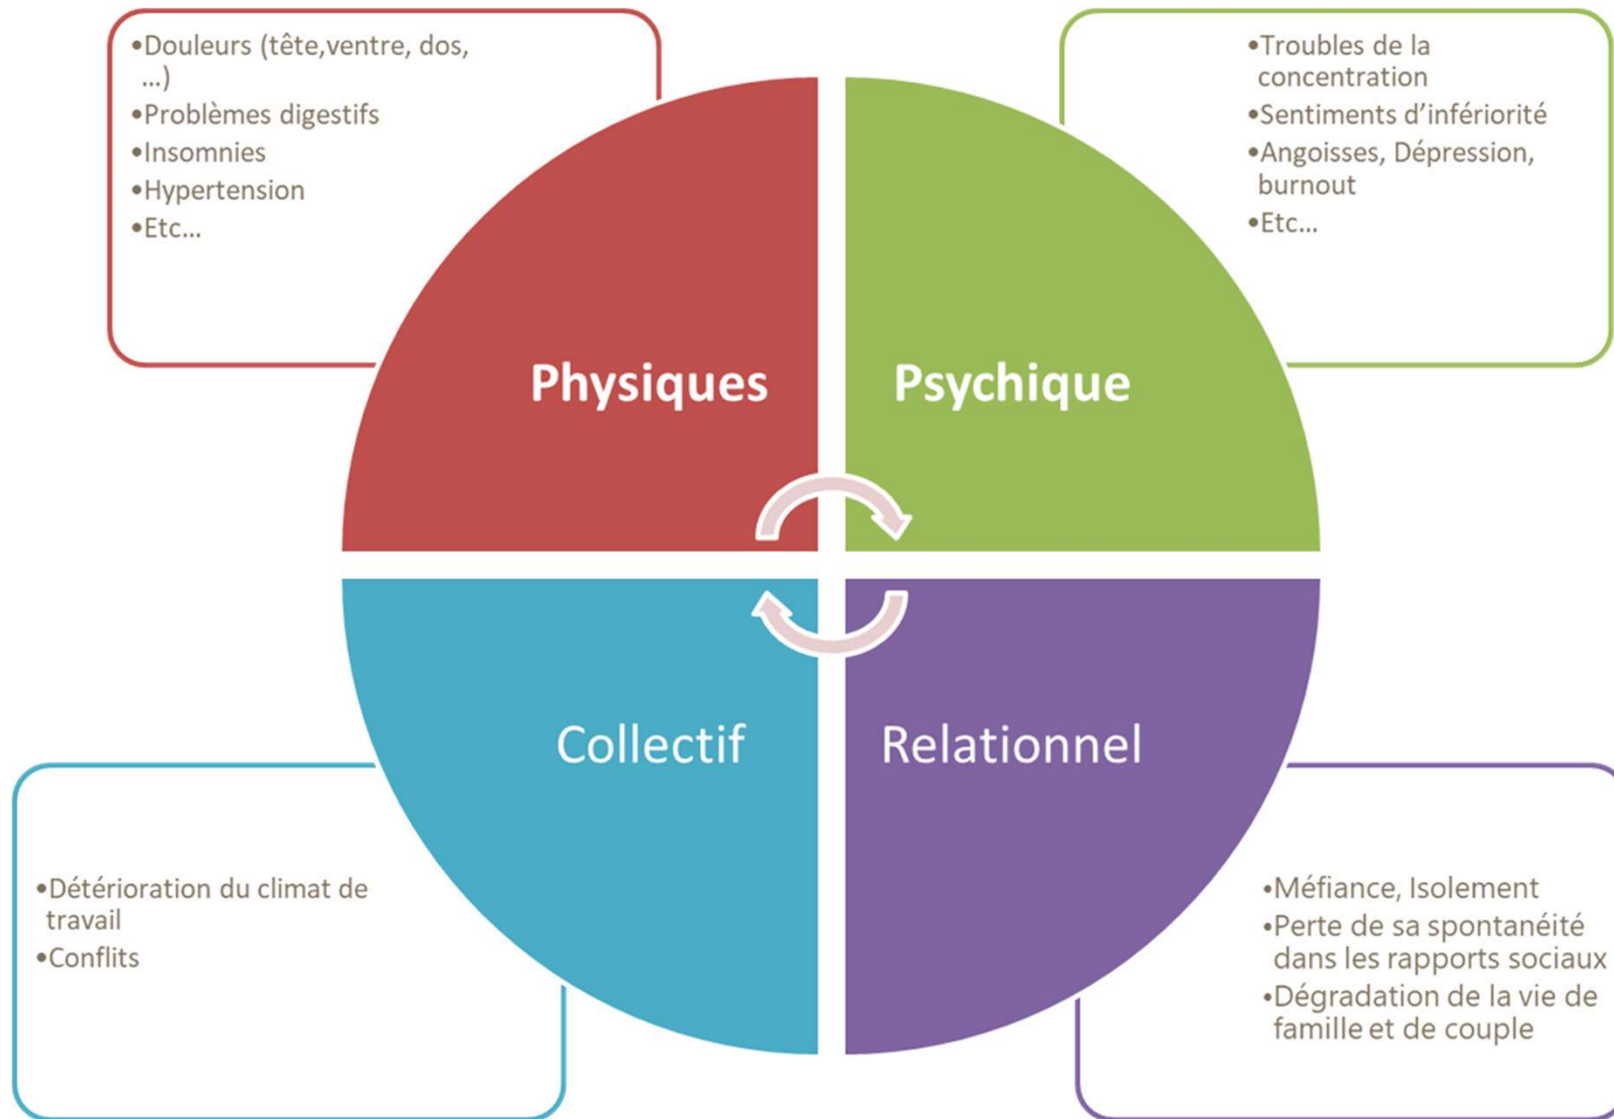 •Douleurs (tête,ventre, dos,
...)
•Problèmes digestifs
•Insomnies
•Hypertension
•Etc...
•Troubles de la
concentration
•Sentiments d’infériorité
•Angoisses, Dépression,
burnout
•Etc...
Physiques
Psychique
Collectif
Relationnel
•Détérioration du climat de
travail
•Conflits
•Méfiance, Isolement
•Perte de sa spontanéité
dans les rapports sociaux
•Dégradation de la vie de
famille et de couple